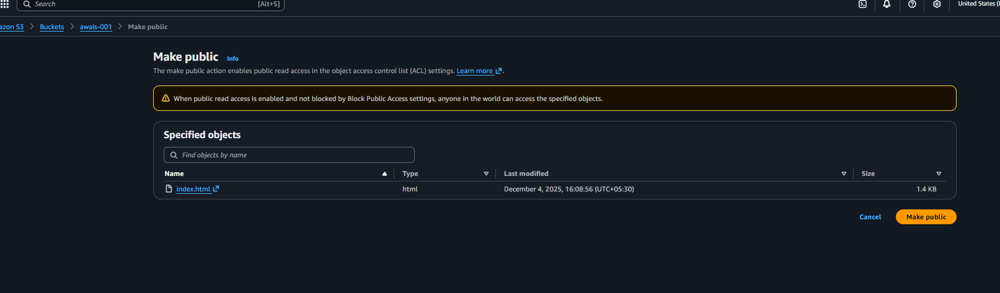 Search [Alt+S] United States (
azon S3 > Buckets > awais-001 > Make public
Make public Info
The make public action enables public read access in the object access control list (ACL) settings. Learn more.
When public read access is enabled and not blocked by Block Public Access settings, anyone in the world can access the specified objects.
Specified objects
Find objects by name
Name Type Last modified Size
index.html html December 4, 2025, 16:08:56 (UTC+05:30) 1.4 KB
Cancel Make public